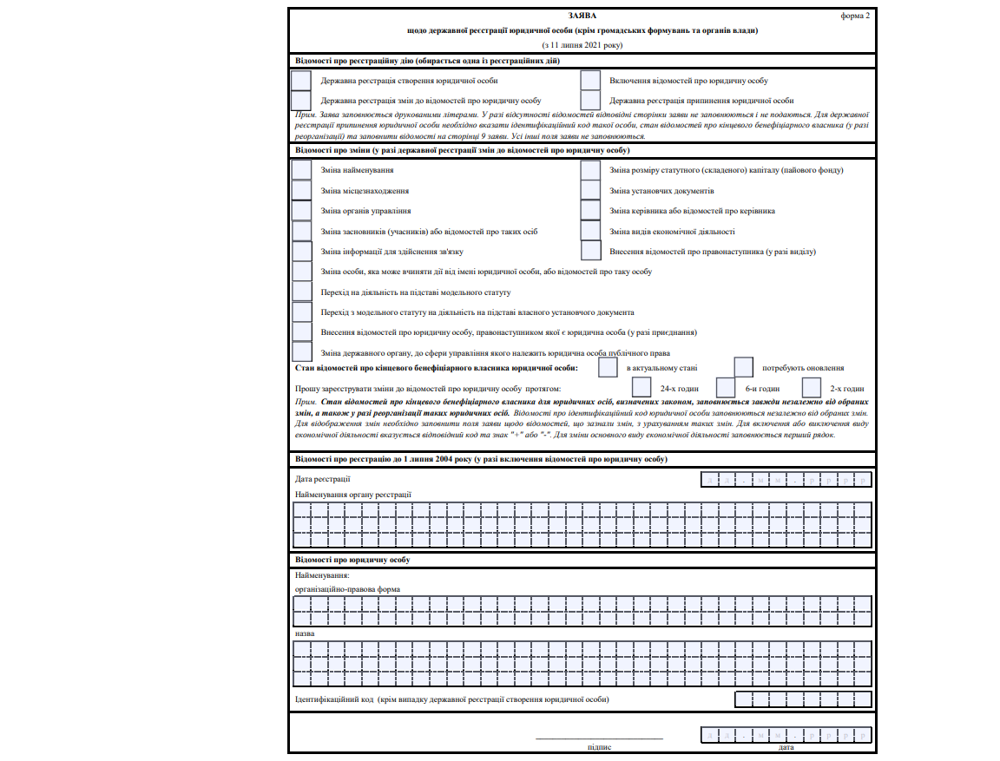 ЗАЯВА форма 2
щодо державної реєстрації юридичної особи (крім громадських формувань та органів влади)
(з 11 липня 2021 року)
Відомості про реєстраційну дію (обирається одна із реєстраційних дій)
Державна реєстрація створення юридичної особи Включення відомостей про юридичну особу
Державна реєстрація змін до відомостей про юридичну особу Державна реєстрація припинення юридичної особи
Прим. Заява заповнюється друкованими літерами. У разі відсутності відомостей відповідні сторінки заяви не заповнюються і не подаються. Для державної
реєстрації припинення юридичної особи необхідно вказати ідентифікаційний код такої особи, стан відомостей про кінцевого бенефіціарного власника (у разі
реорганізації) та заповнити відомості на сторінці 9 заяви. Усі інші поля заяви не заповнюються.
Відомості про зміни (у разі державної реєстрації змін до відомостей про юридичну особу)
Зміна найменування Зміна розміру статутного (складеного) капіталу (пайового фонду)
Зміна місцезнаходження Зміна установчих документів
Зміна органів управління Зміна керівника або відомостей про керівника
Зміна засновників (учасників) або відомостей про таких осіб Зміна видів економічної діяльності
Зміна інформації для здійснення зв'язку Внесення відомостей про правонаступника (у разі виділу)
Зміна особи, яка може вчиняти дії від імені юридичної особи, або відомостей про таку особу
Перехід на діяльність на підставі модельного статуту
Перехід з модельного статуту на діяльність на підставі власного установчого документа
Внесення відомостей про юридичну особу, правонаступником якої є юридична особа (у разі приєднання)
Зміна державного органу, до сфери управління якого належить юридична особа публічного права
Стан відомостей про кінцевого бенефіціарного власника юридичної особи: в актуальному стані потребують оновлення
Прошу зареєструвати зміни до відомостей про юридичну особу протягом: 24-х годин 6-и годин 2-х годин
Прим. Стан відомостей про кінцевого бенефіціарного власника для юридичних осіб, визначених законом, заповнюється завжди незалежно від обраних
змін, а також у разі реорганізації таких юридичних осіб. Відомості про ідентифікаційний код юридичної особи заповнюються незалежно від обраних змін.
Для відображення змін необхідно заповнити поля заяви щодо відомостей, що зазнали змін, з урахуванням таких змін. Для включення або виключення виду
економічної діяльності вказується відповідний код та знак "+" або "-". Для зміни основного виду економічної діяльності заповнюється перший рядок.
Відомості про реєстрацію до 1 липня 2004 року (у разі включення відомостей про юридичну особу)
Дата реєстрації д д . м м . р р р р
Найменування органу реєстрації
Відомості про юридичну особу
Найменування:
організаційно-правова форма
назва
Ідентифікаційний код (крім випадку державної реєстрації створення юридичної особи)
д д . м м . р р р р
підпис дата